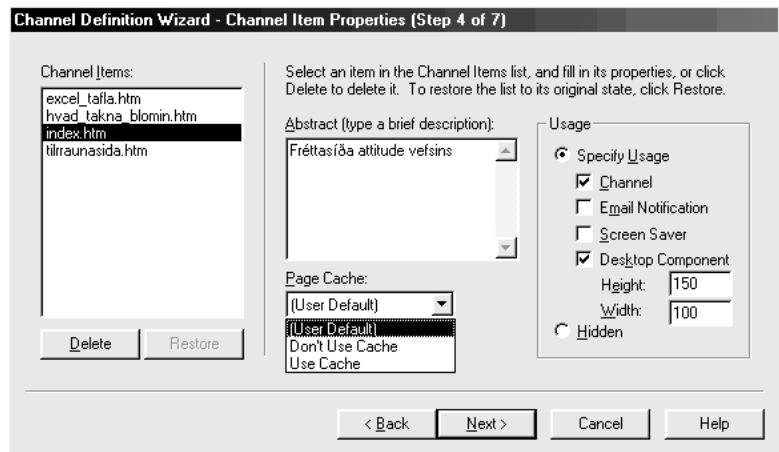 Channel Definition Wizard - Channel Item Properties (Step 4 of 7)
Channel Items:
excel_tafla.htm
hvad_takna_blomin.htm
index.htm
tilrraunasida.htm
Delete
Restore
Select an item in the Channel Items list, and fill in its properties, or click
Delete to delete it. To restore the list to its original state, click Restore.
Abstract (type a brief description):
Fréttasíða attitude vefsins
Page Cache:
(User Default)
(User Default)
Don't Use Cache
Use Cache
Usage
Specify Usage
Channel
Email Notification
Screen Saver
Desktop Component
Height: 150
Width: 100
Hidden
< Back
Next >
Cancel
Help